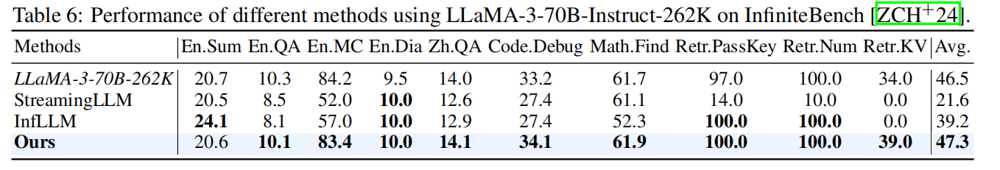 Table 6: Performance of different methods using LLaMA-3-70B-Instruct-262K on InfiniteBench [ZCH+24].
Methods En.Sum En.QA En.MC En.Dia Zh.QA Code.Debug Math.Find Retr.PassKey Retr.Num Retr.KV Avg.
LLaMA-3-70B-262K 20.7 10.3 84.2 9.5 14.0 33.2 61.7 97.0 100.0 34.0 46.5
StreamingLLM 20.5 8.5 52.0 10.0 12.6 27.4 61.1 14.0 10.0 0.0 21.6
InfLLM 24.1 8.1 57.0 10.0 12.9 27.4 52.3 100.0 100.0 0.0 39.2
Ours 20.6 10.1 83.4 10.0 14.1 34.1 61.9 100.0 100.0 39.0 47.3